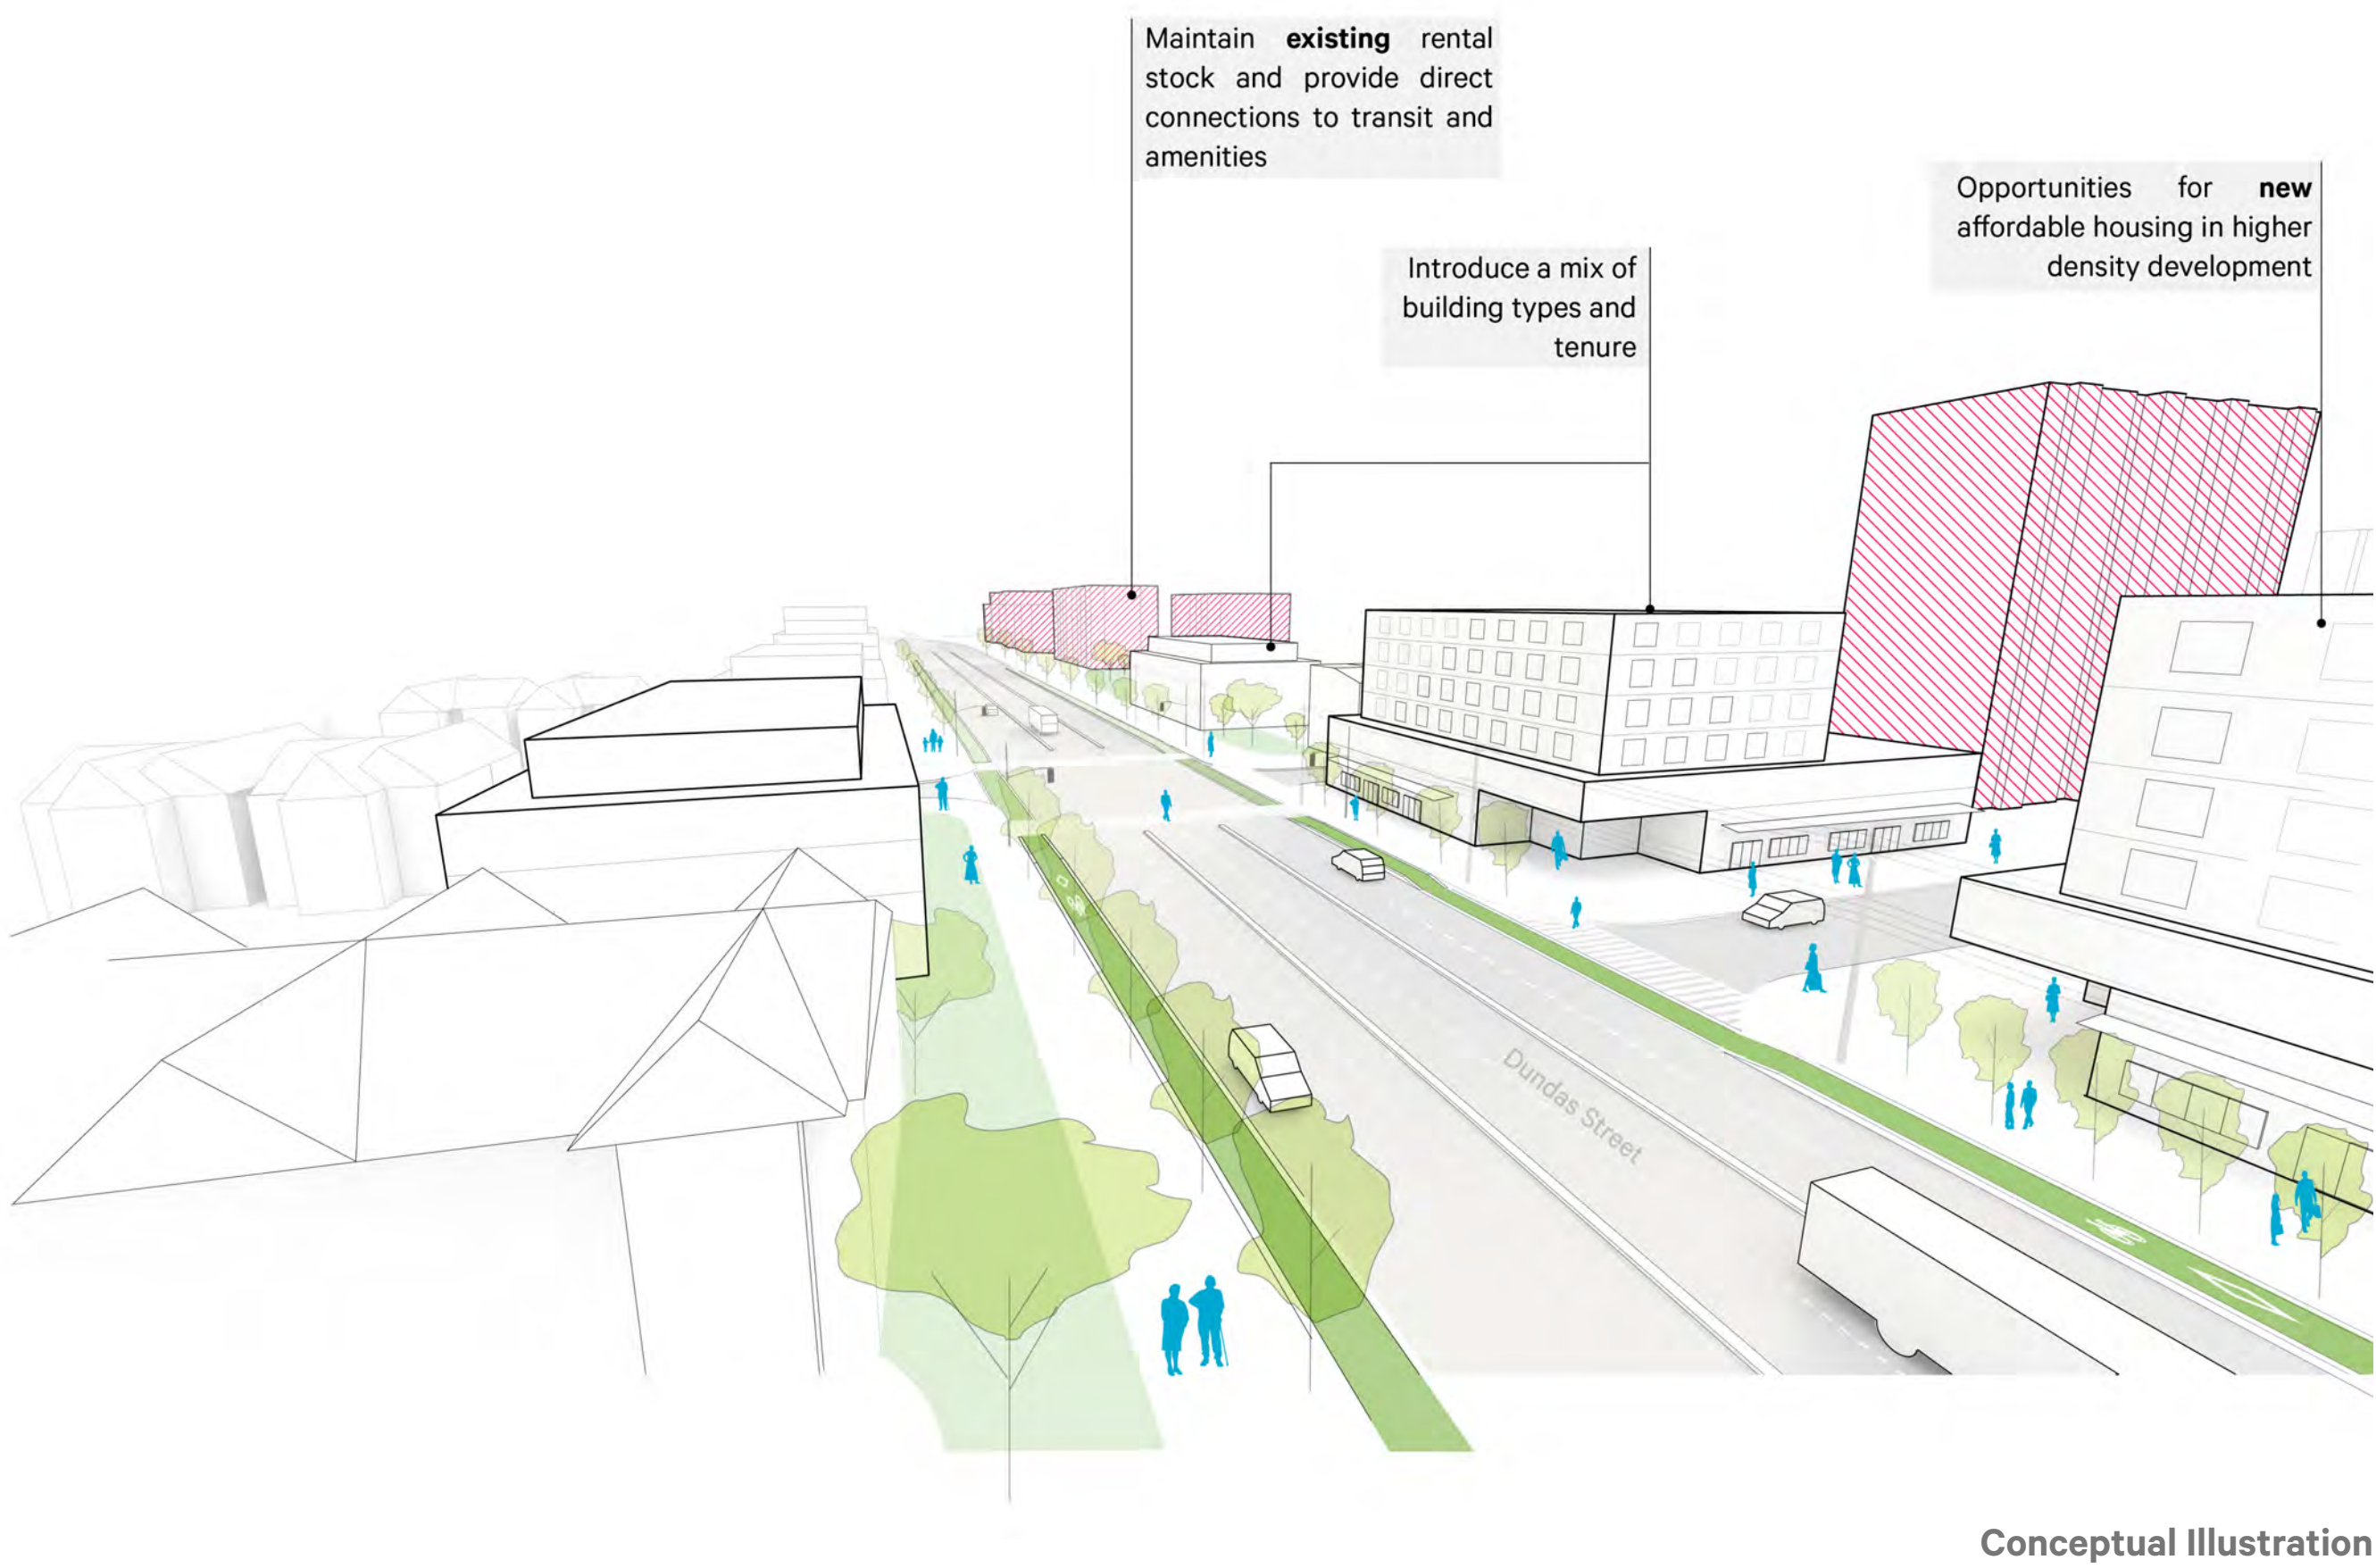 Maintain existing rental
stock and provide direct
connections to transit and
amenities
Opportunities for new
affordable housing in higher
density development
Introduce a mix of
building types and
tenure
Dundas Street
Conceptual Illustration